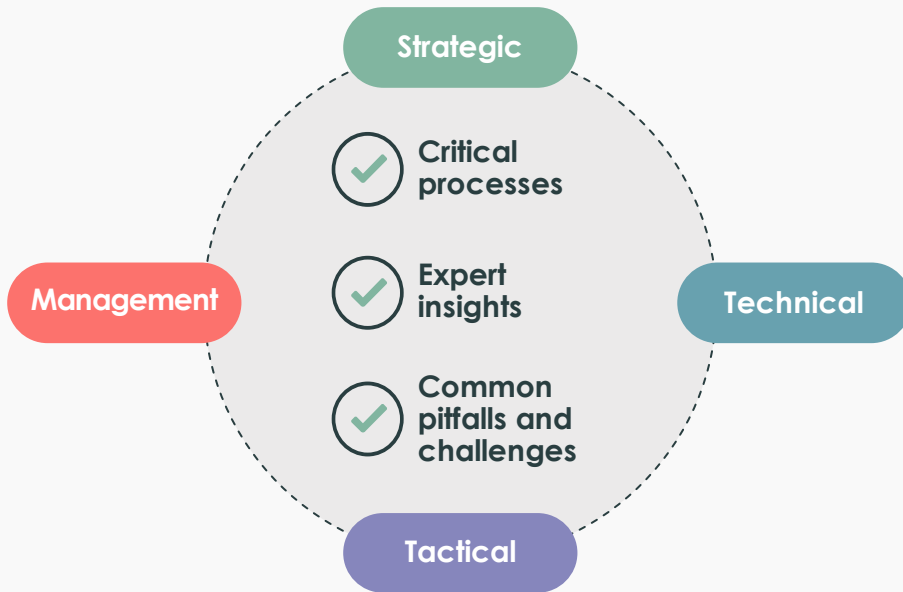 Strategic
Critical
processes
Management
Expert
insights
Technical
Common
pitfalls and
challenges
Tactical